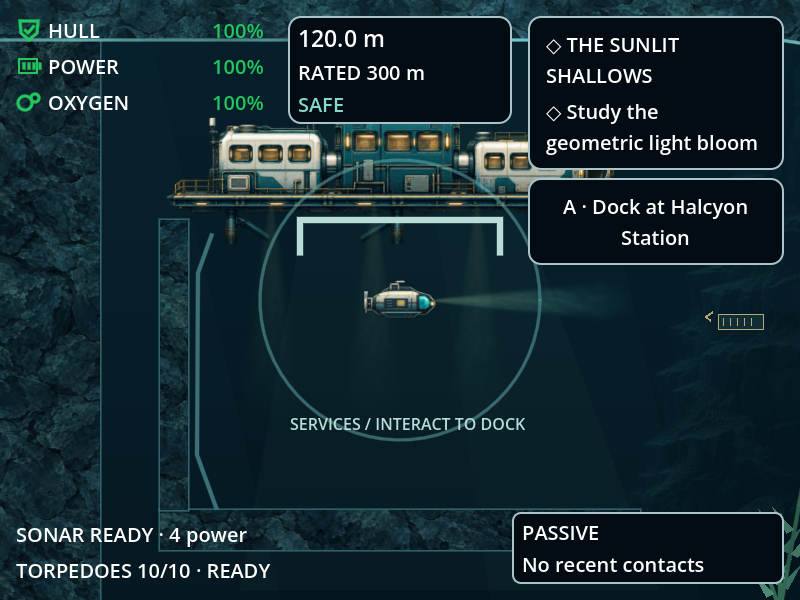 HULL 100%
POWER 100%
OXYGEN 100%
120.0 m
RATED 300 m
SAFE
◇ THE SUNLIT
SHALLOWS
◇ Study the
geometric light bloom
A · Dock at Halcyon
Station
SERVICES / INTERACT TO DOCK
SONAR READY · 4 power
TORPEDOES 10/10 · READY
PASSIVE
No recent contacts